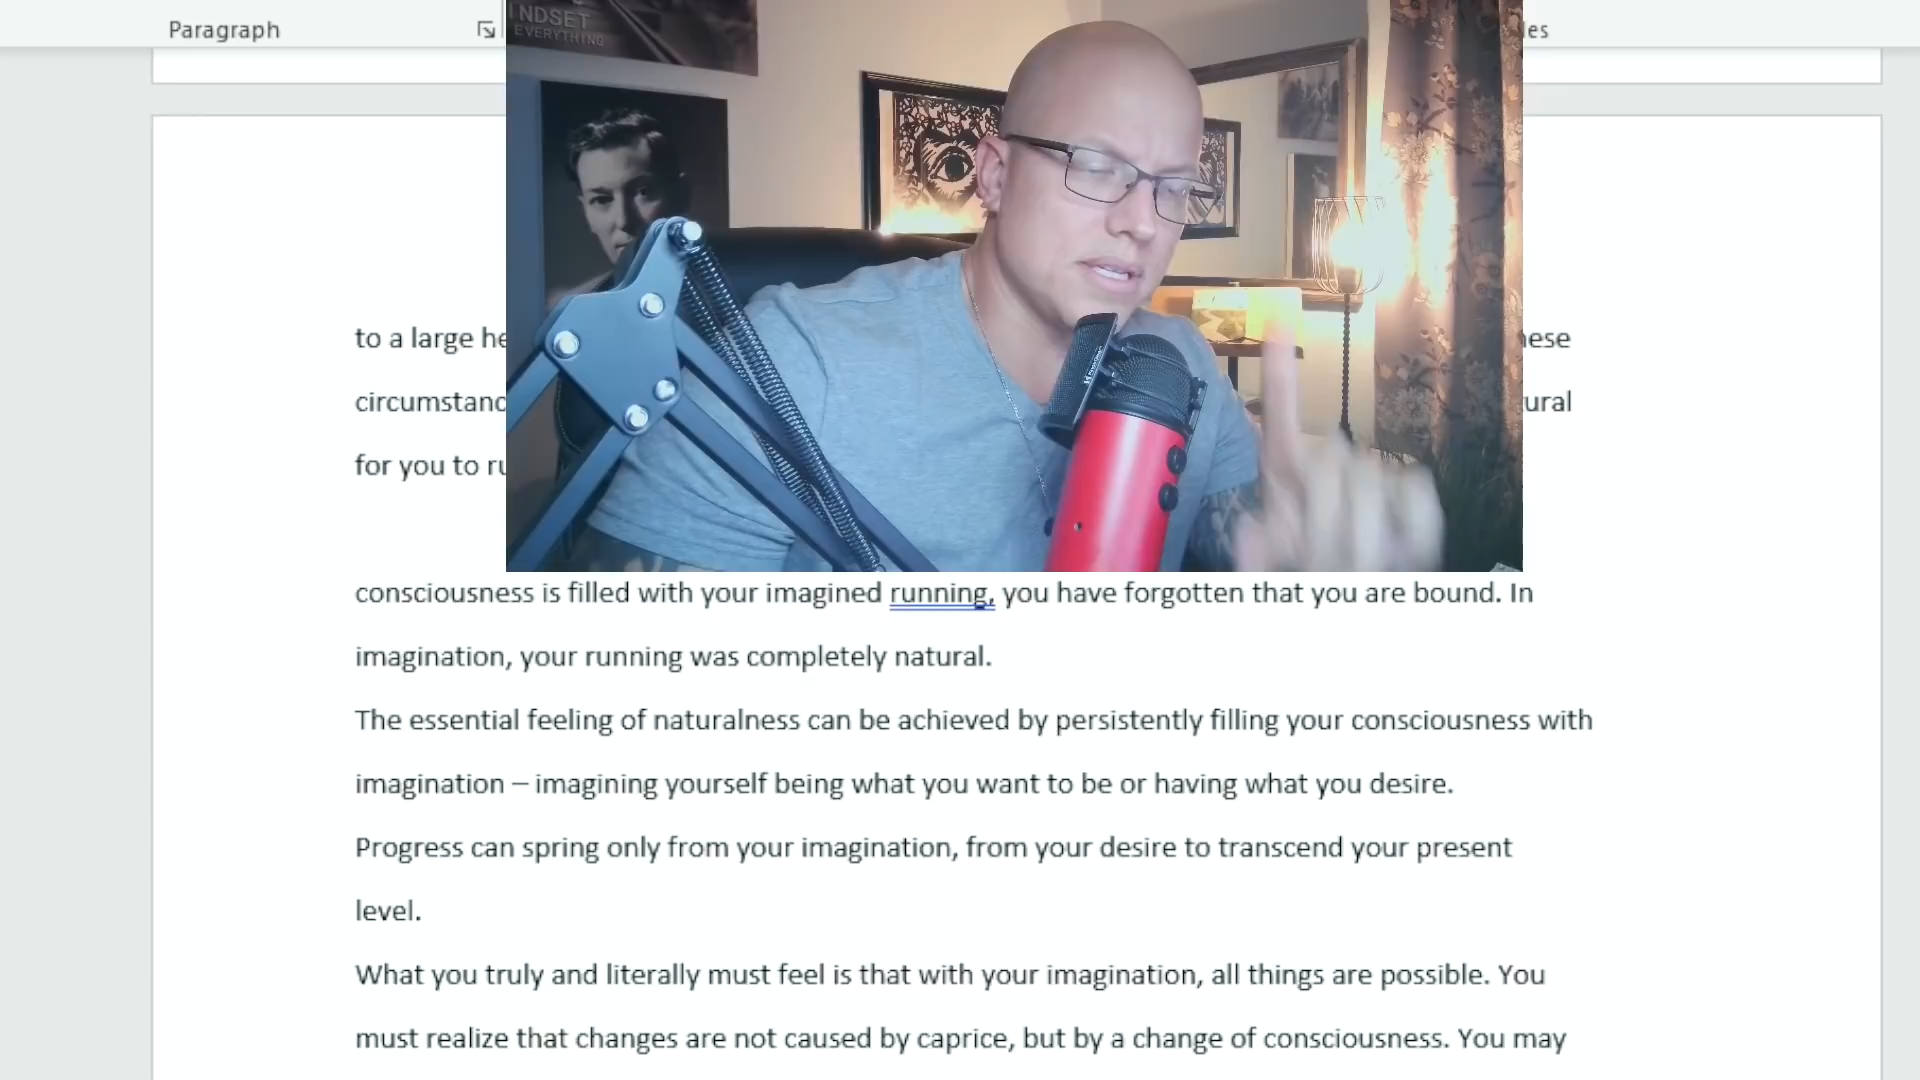 Paragraph
NDSET
EVERYTHING
to a large
circumstanc
ural
for you to
consciousness is filled with your imagined running, you have forgotten that you are bound. In
imagination, your running was completely natural.
The essential feeling of naturalness can be achieved by persistently filling your consciousness with
imagination – imagining yourself being what you want to be or having what you desire.
Progress can spring only from your imagination, from your desire to transcend your present
level.
What you truly and literally must feel is that with your imagination, all things are possible. You
must realize that changes are not caused by caprice, but by a change of consciousness. You may